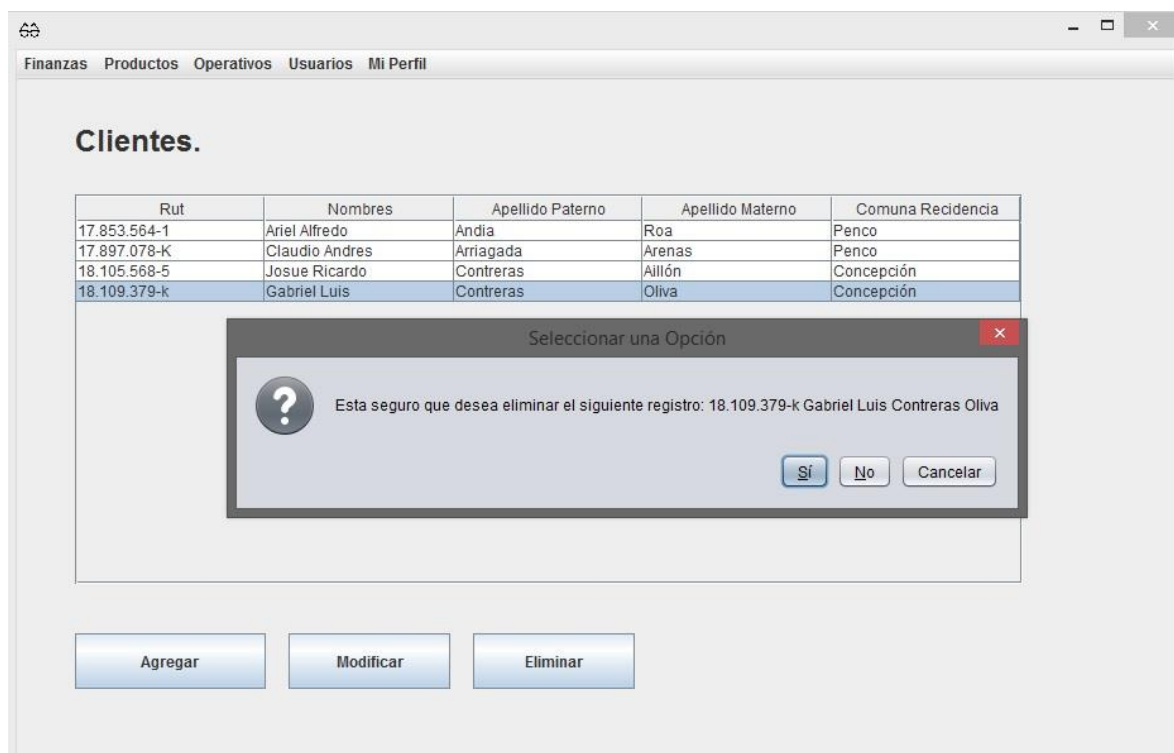 Finanzas Productos Operativos Usuarios Mi Perfil
Clientes.
Rut Nombres Apellido Paterno Apellido Materno Comuna Recidencia
17.853.564-1 Ariel Alfredo Andia Roa Penco
17.897.078-K Claudio Andres Arriagada Arenas Penco
18.105.568-5 Josue Ricardo Contreras Aillón Concepción
18.109.379-k Gabriel Luis Contreras Oliva Concepción
Seleccionar una Opción
Esta seguro que desea eliminar el siguiente registro: 18.109.379-k Gabriel Luis Contreras Oliva
Sí No Cancelar
Agregar Modificar Eliminar